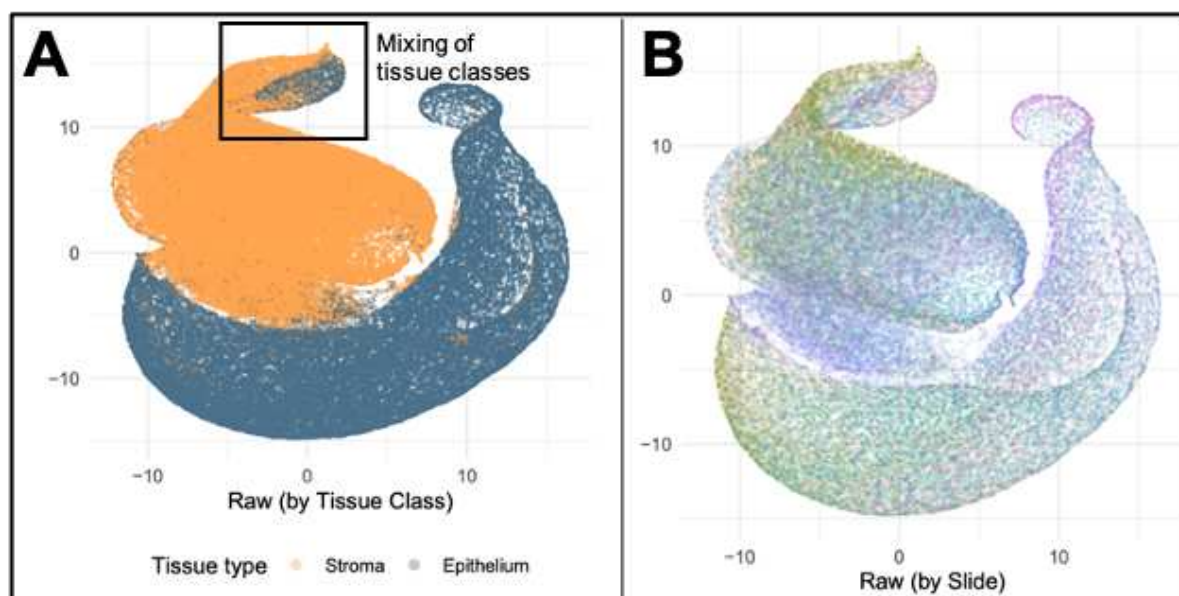 A
Mixing of
tissue classes
10
0
−10
−10 0 10
Raw (by Tissue Class)
Tissue type Stroma Epithelium
B
10
0
−10
−10 0 10
Raw (by Slide)